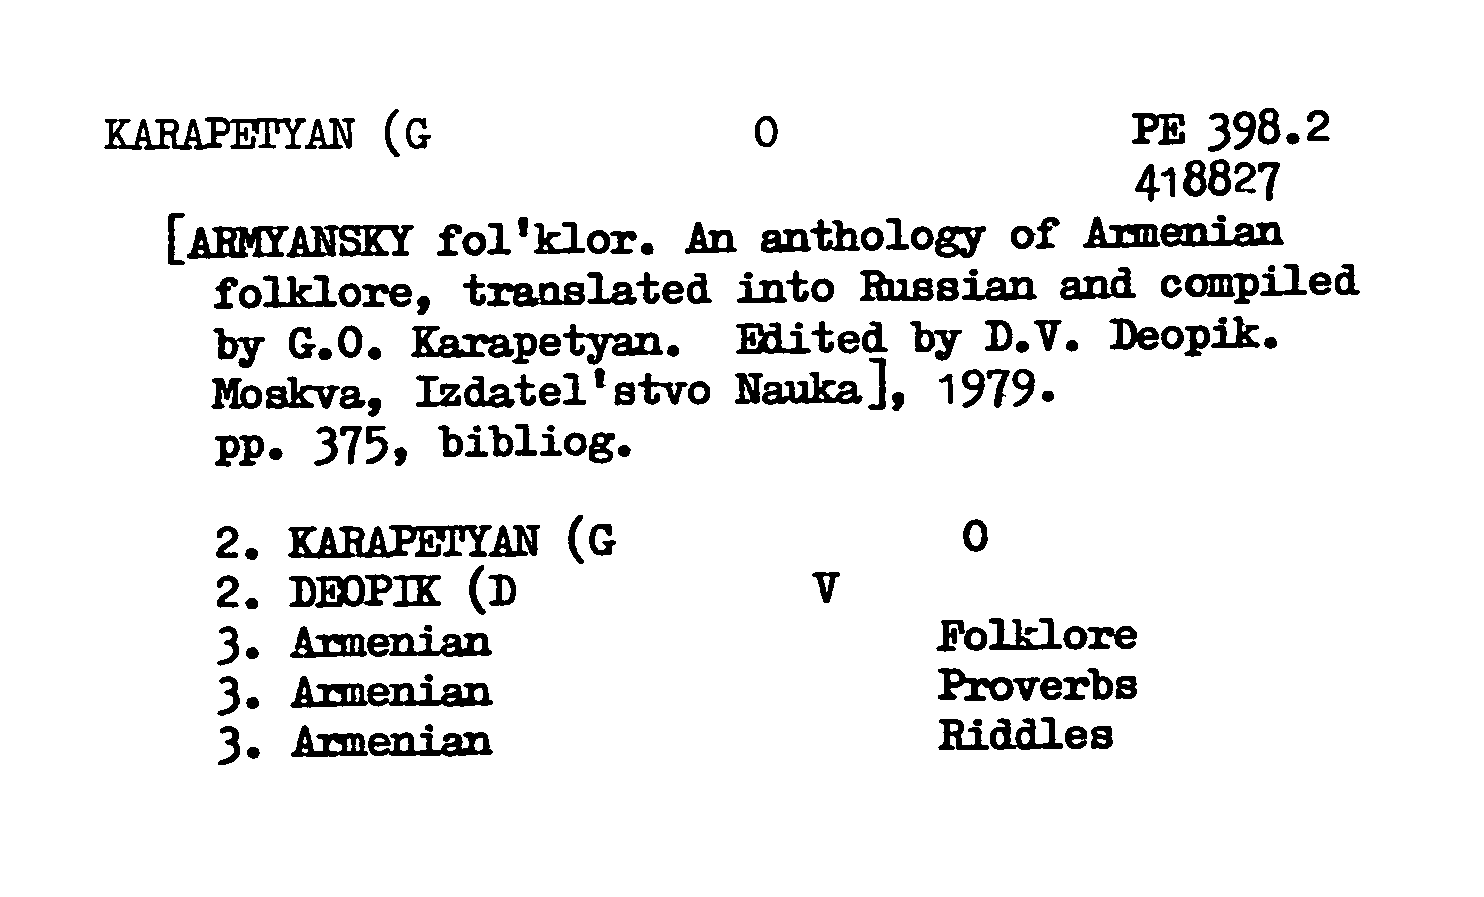 KARAPETYAN (G O PE 398.2
418827
[ARMYANSKY fol'klor. An anthology of Armenian
folklore, translated into Russian and compiled
by G.O. Karapetyan. Edited by D.V. Deopik.
Moskva, Izdatel'stvo Nauka], 1979.
pp. 375, bibliog.
2. KARAPETYAN (G O
2. DEOPIK (D V
3. Armenian Folklore
3. Armenian Proverbs
3. Armenian Riddles